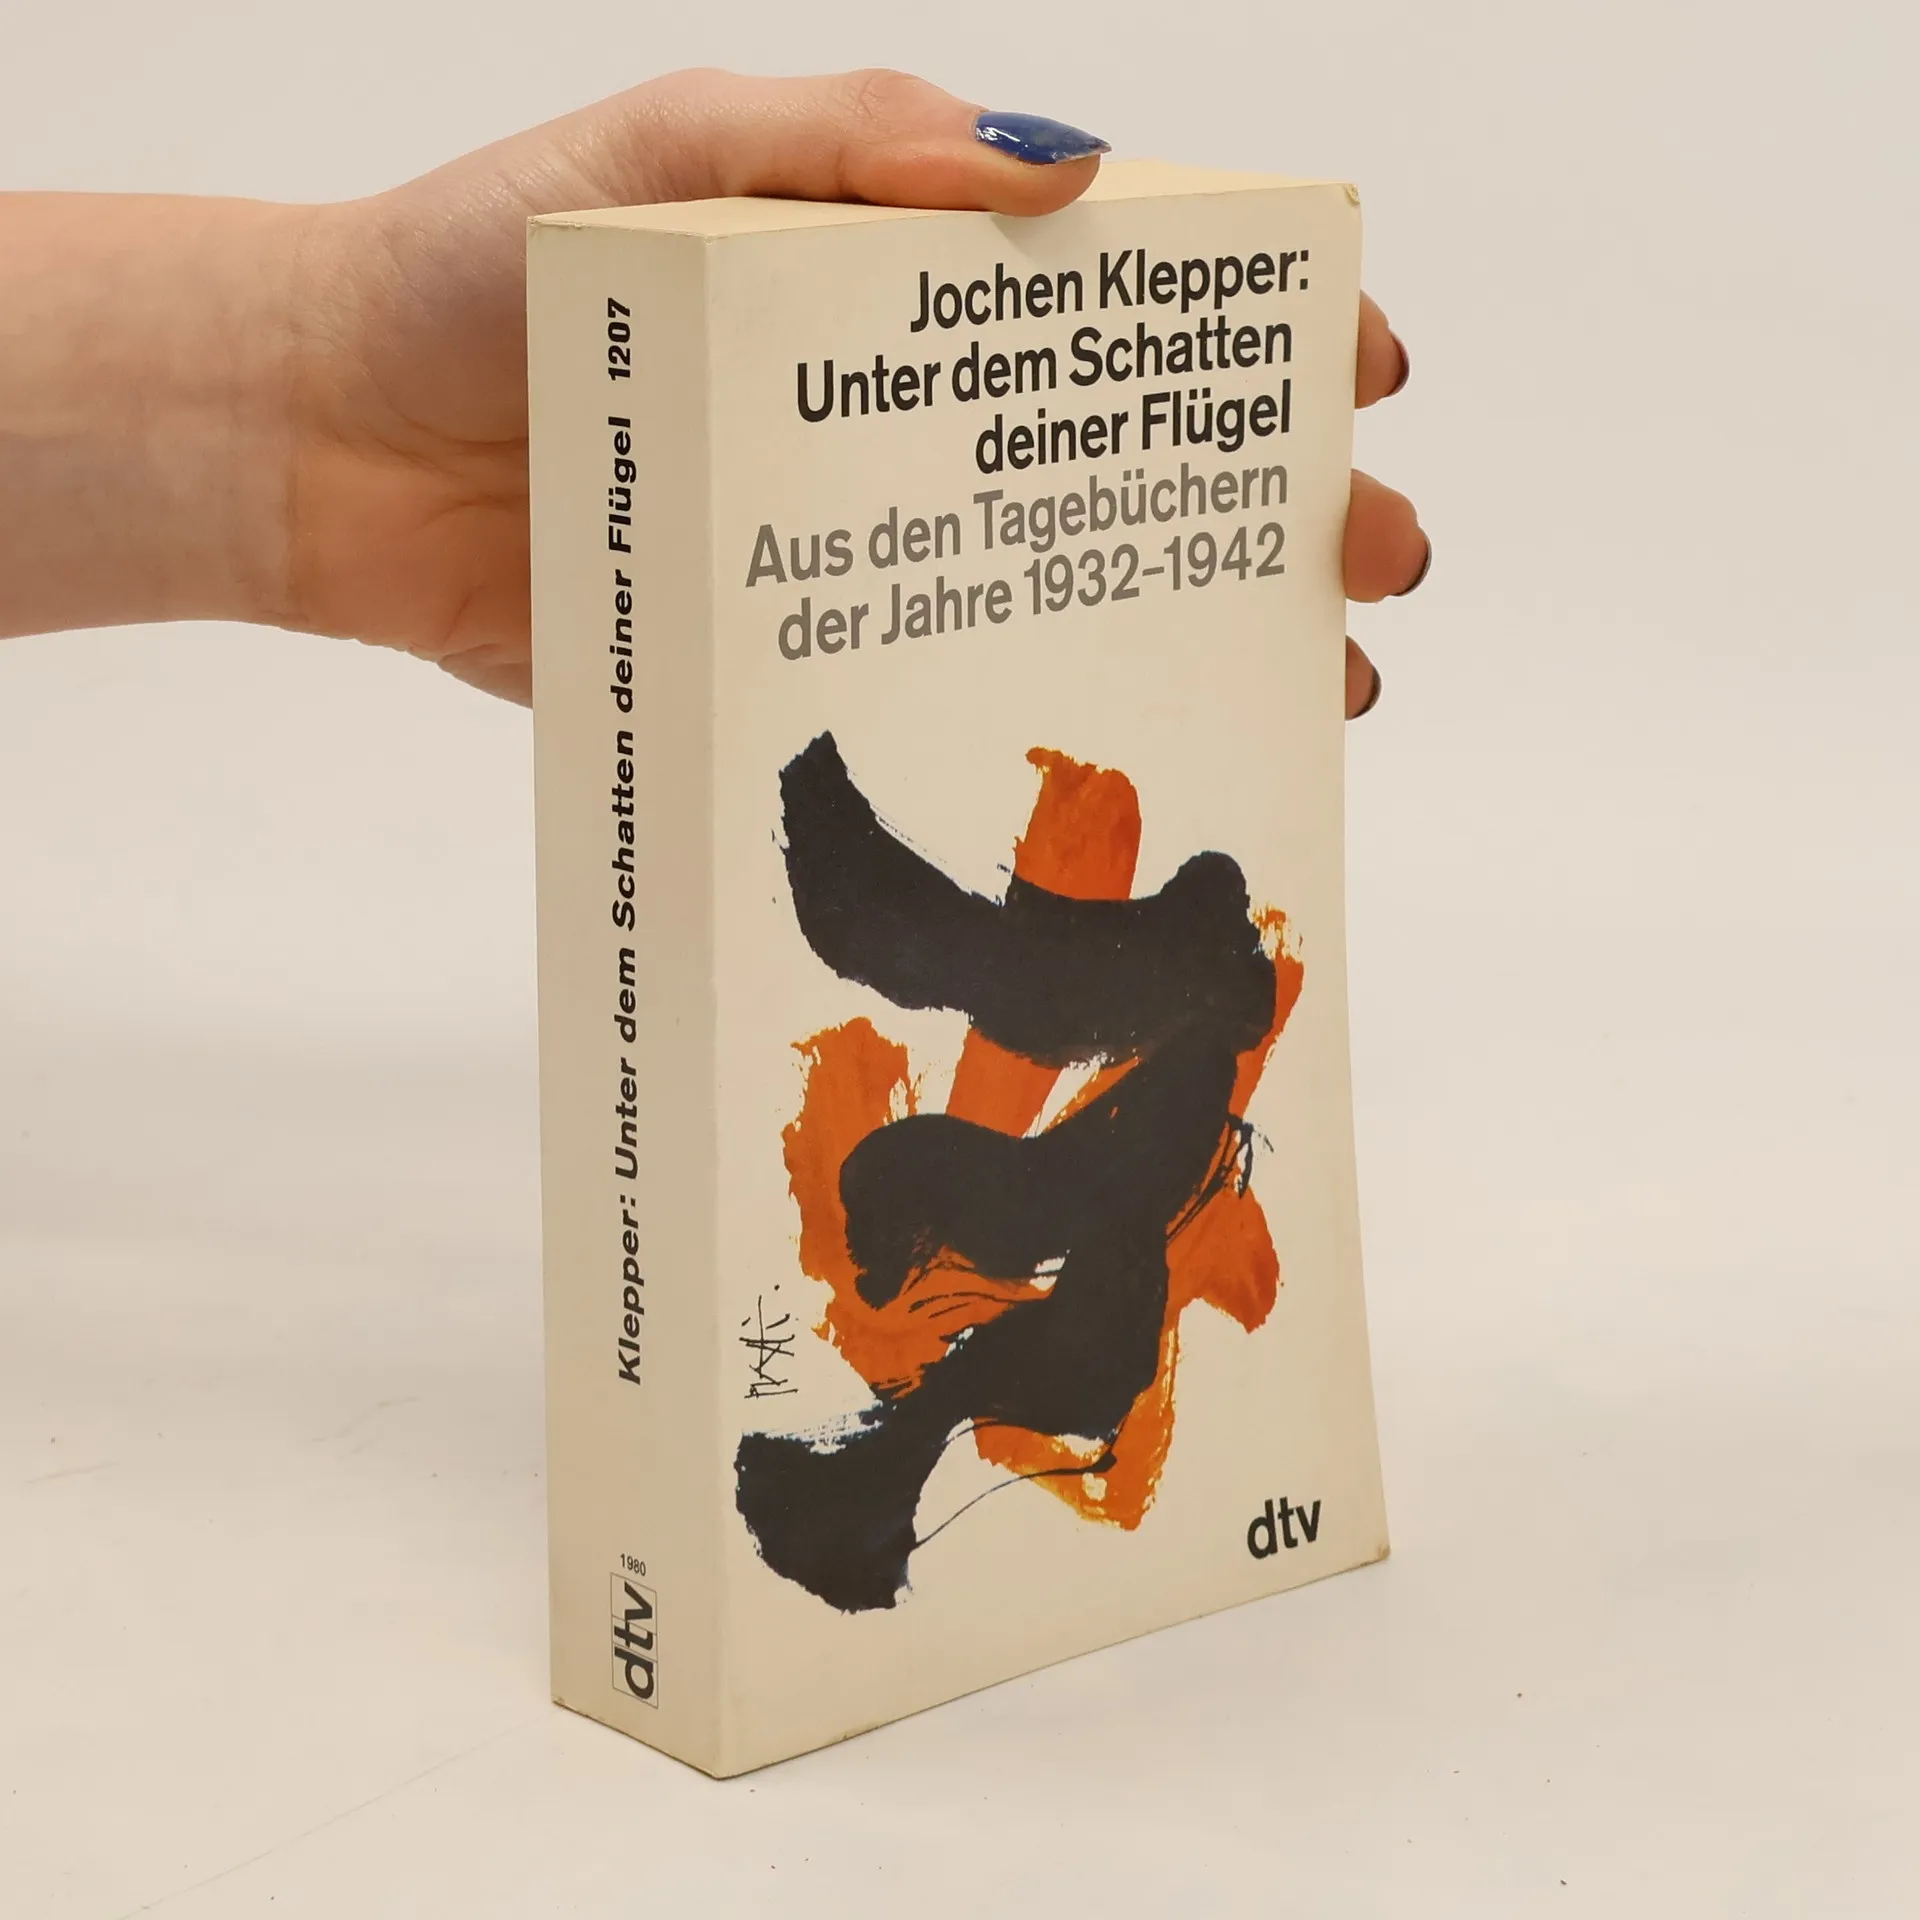 Jochen Klepper:
Unter dem Schatten
deiner Flügel
Aus den Tagebüchern
der Jahre 1932-1942
dtv
Klepper: Unter dem Schatten deiner Flügel 1207
1980
dtv